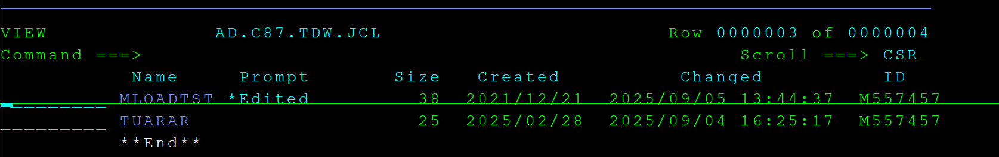 VIEW AD.C87.TDW.JCL Row 0000003 of 0000004
Command ===> Scroll ===> CSR
Name Prompt Size Created Changed ID
_________ MLOADTST *Edited 38 2021/12/21 2025/09/05 13:44:37 M557457
_________ TUARAR 25 2025/02/28 2025/09/04 16:25:17 M557457
**End**